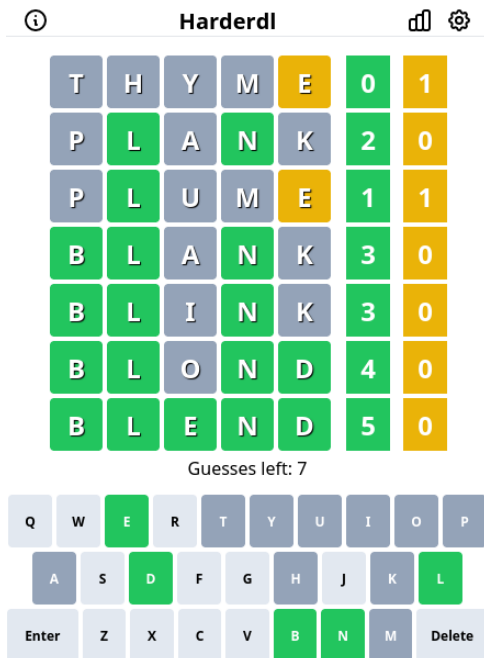 Harderdl
T H Y M E 0 1
P L A N K 2 0
P L U M E 1 1
B L A N K 3 0
B L I N K 3 0
B L O N D 4 0
B L E N D 5 0
Guesses left: 7
Q W E R T Y U I O P
A S D F G H J K L
Enter Z X C V B N M Delete